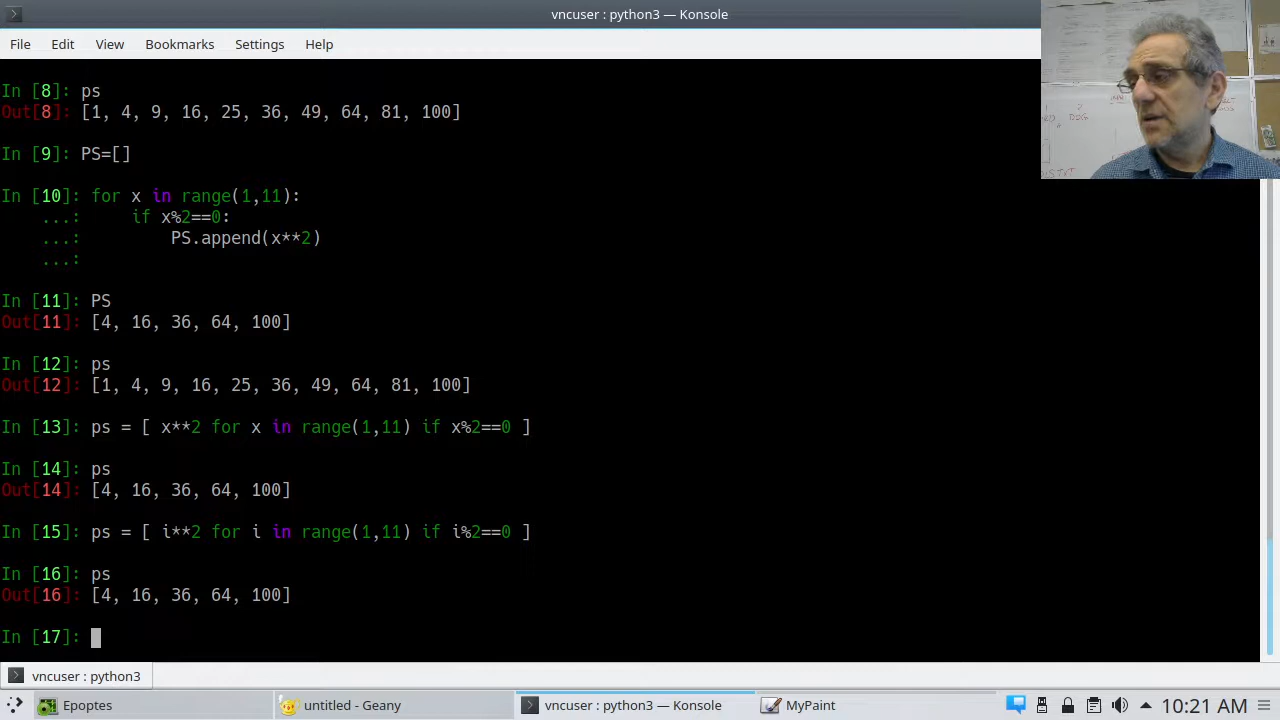 vncuser : python3 — Konsole
File Edit View Bookmarks Settings Help
In [8]: ps
Out[8]: [1, 4, 9, 16, 25, 36, 49, 64, 81, 100]
In [9]: PS=[]
In [10]: for x in range(1,11):
...: if x%2==0:
...: PS.append(x**2)
...:
In [11]: PS
Out[11]: [4, 16, 36, 64, 100]
In [12]: ps
Out[12]: [1, 4, 9, 16, 25, 36, 49, 64, 81, 100]
In [13]: ps = [ x**2 for x in range(1,11) if x%2==0 ]
In [14]: ps
Out[14]: [4, 16, 36, 64, 100]
In [15]: ps = [ i**2 for i in range(1,11) if i%2==0 ]
In [16]: ps
Out[16]: [4, 16, 36, 64, 100]
In [17]:
vncuser : python3
Epoptes
untitled - Geany
vncuser : python3 — Konsole
MyPaint
10:21 AM